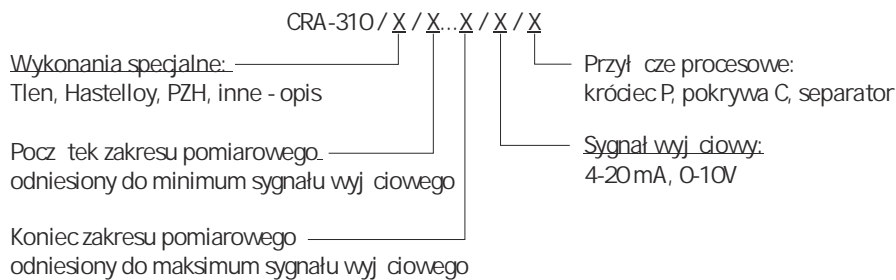 CRA-310 / X / X...X / X / X
Wykonania specjalne:
Tlen, Hastelloy, PZH, inne - opis
Pocz tek zakresu pomiarowego
odniesiony do minimum sygnału wyj ciowego
Koniec zakresu pomiarowego
odniesiony do maksimum sygnału wyj ciowego
Przył cze procesowe:
króciec P, pokrywa C, separator
Sygnał wyj ciowy:
4-20 mA, 0-10V